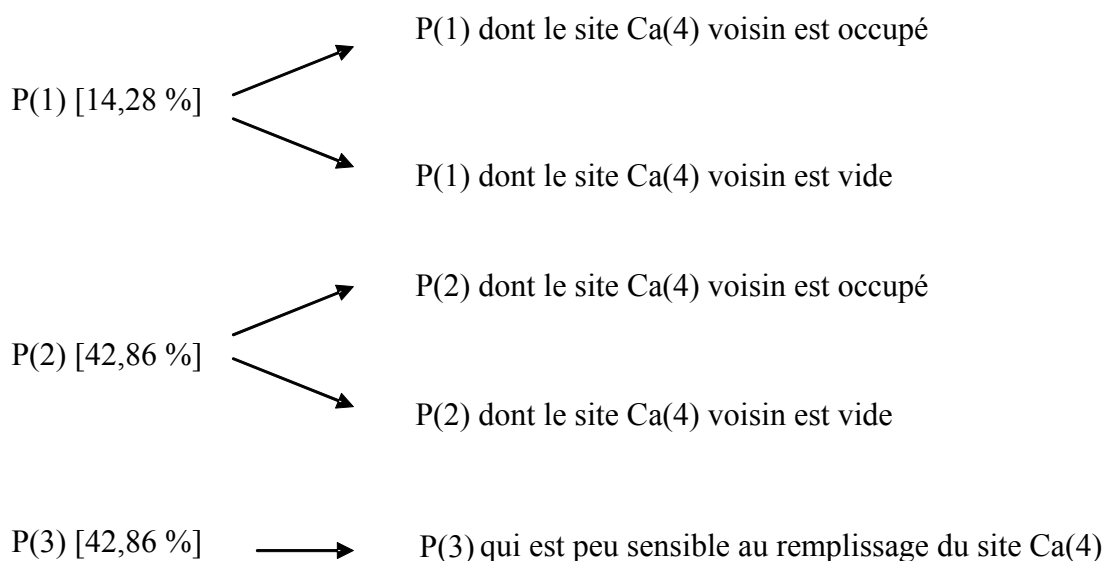 P(1) dont le site Ca(4) voisin est occupé
P(1) [14,28 %]
P(1) dont le site Ca(4) voisin est vide
P(2) dont le site Ca(4) voisin est occupé
P(2) [42,86 %]
P(2) dont le site Ca(4) voisin est vide
P(3) [42,86 %]
P(3) qui est peu sensible au remplissage du site Ca(4)